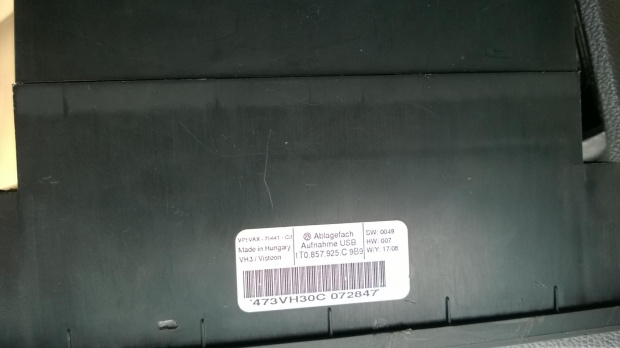 Made in Hungary
VH3 / Visteon
Ablagefach
Aufnahme USB
1T0.857.925.C 9B9
SW: 0049
HW: 007
W/Y: 17/08
*473VH30C 072847*